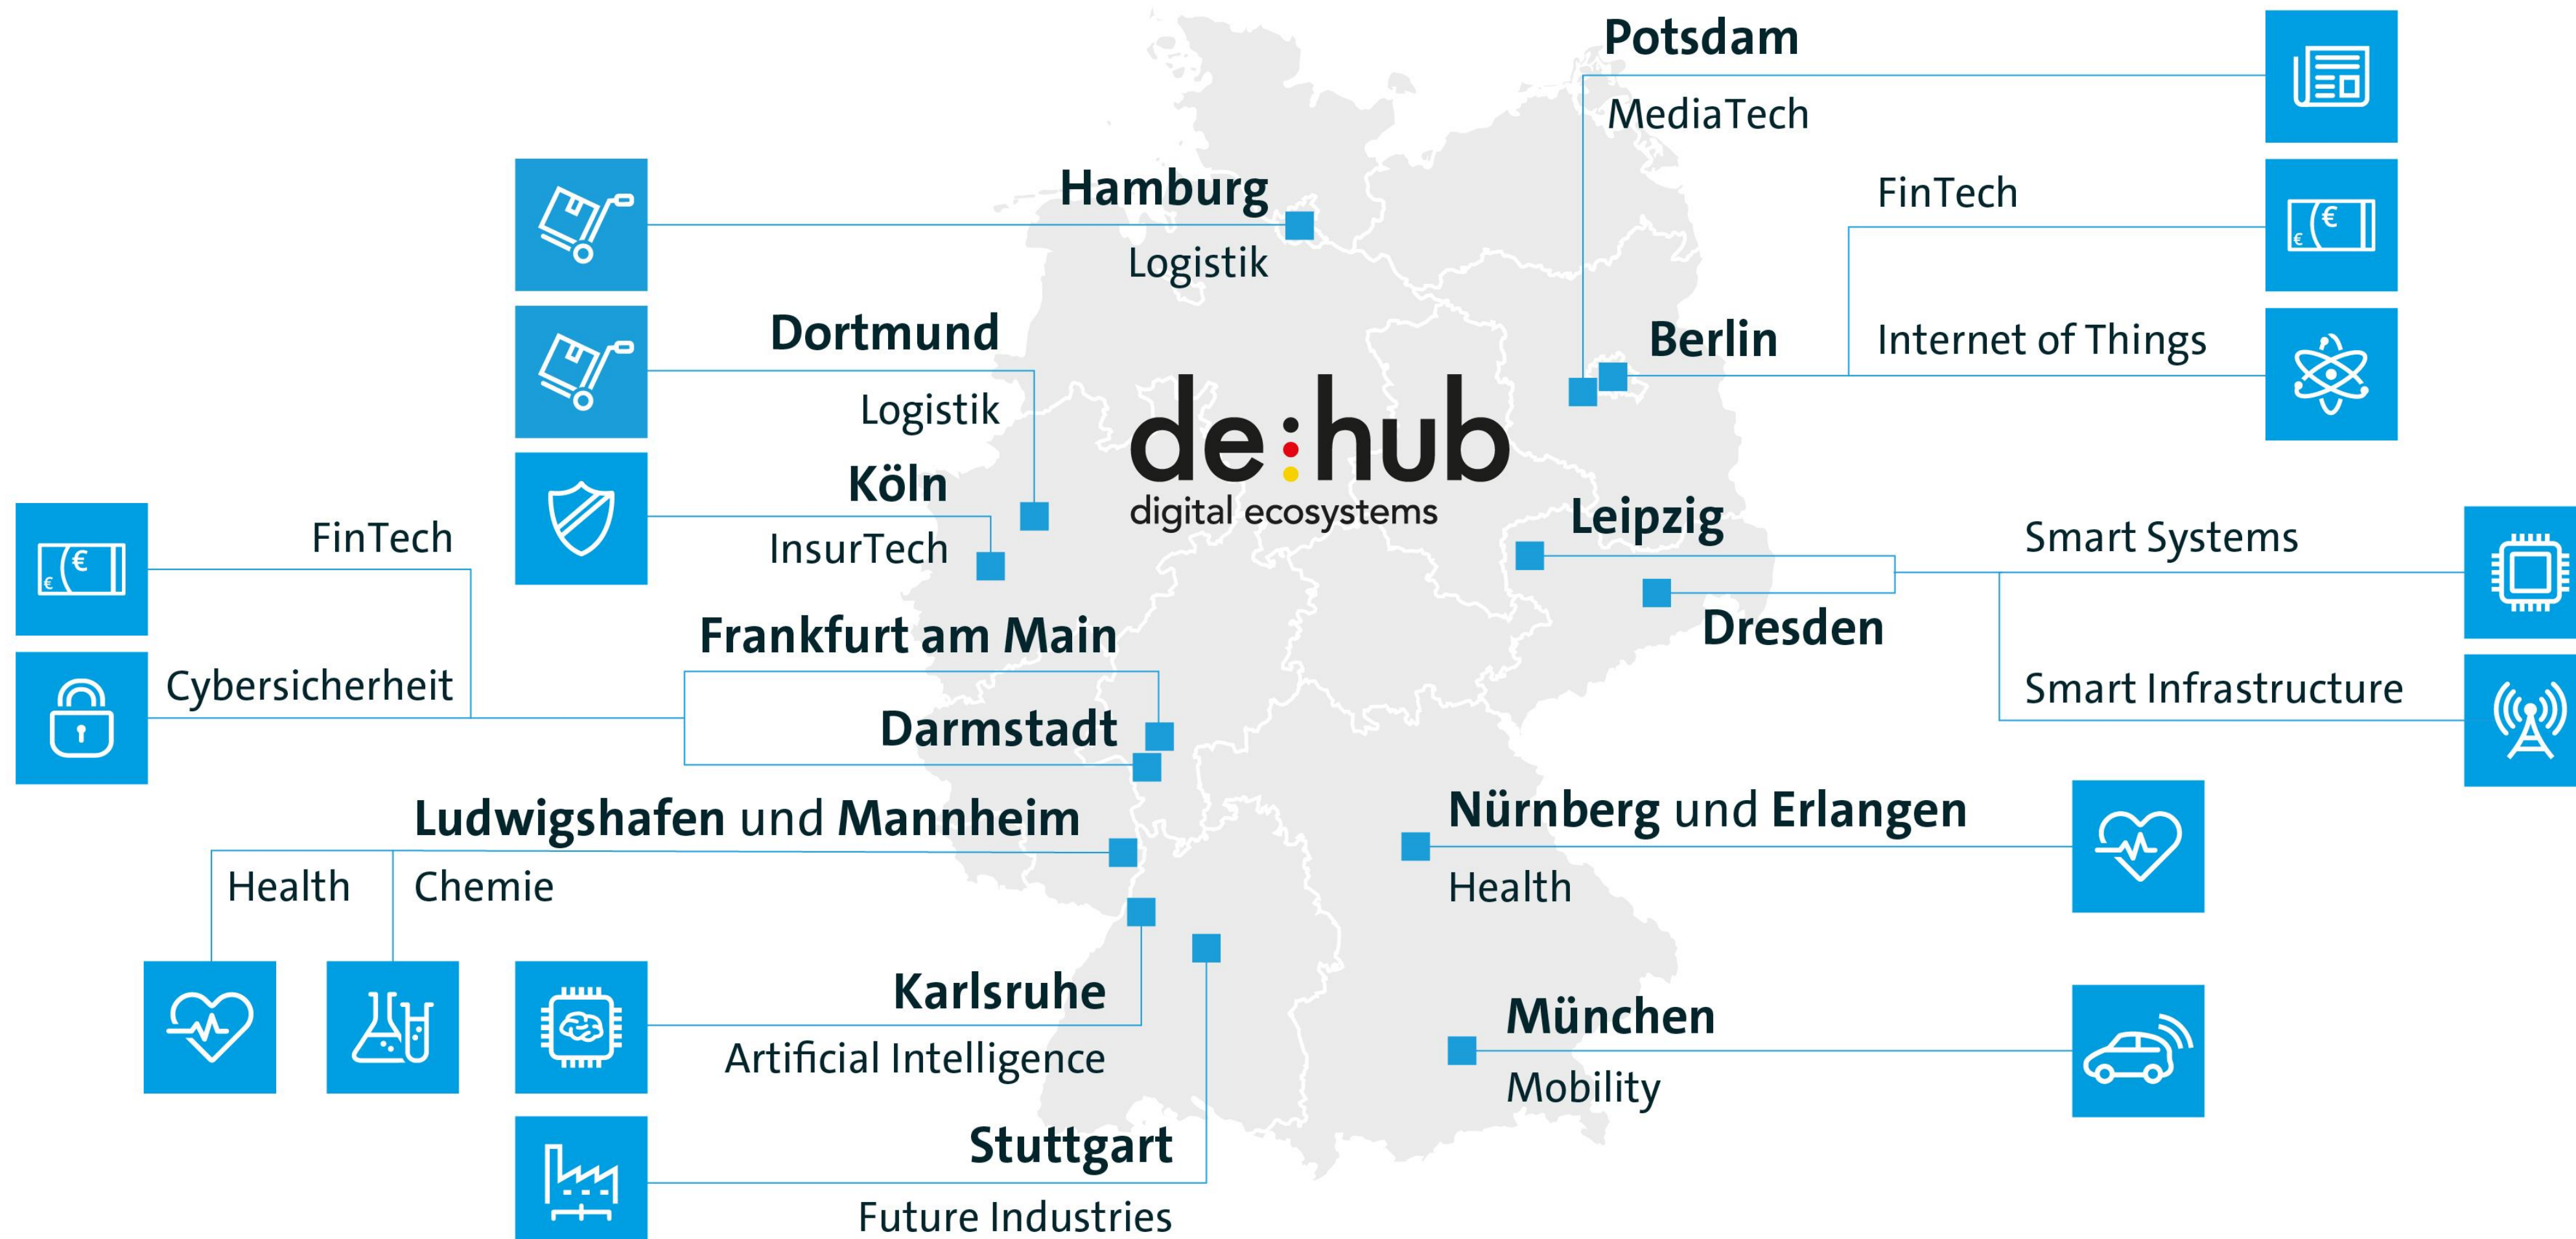 Potsdam
MediaTech
Hamburg
Logistik
FinTech
€ €
Dortmund
Logistik
Berlin
Internet of Things
de:hub
digital ecosystems
Köln
InsurTech
FinTech
€ €
Leipzig
Smart Systems
Dresden
Smart Infrastructure
Frankfurt am Main
Cybersicherheit
Darmstadt
Ludwigshafen und Mannheim
Health
Chemie
Nürnberg und Erlangen
Health
Karlsruhe
Artificial Intelligence
München
Mobility
Stuttgart
Future Industries